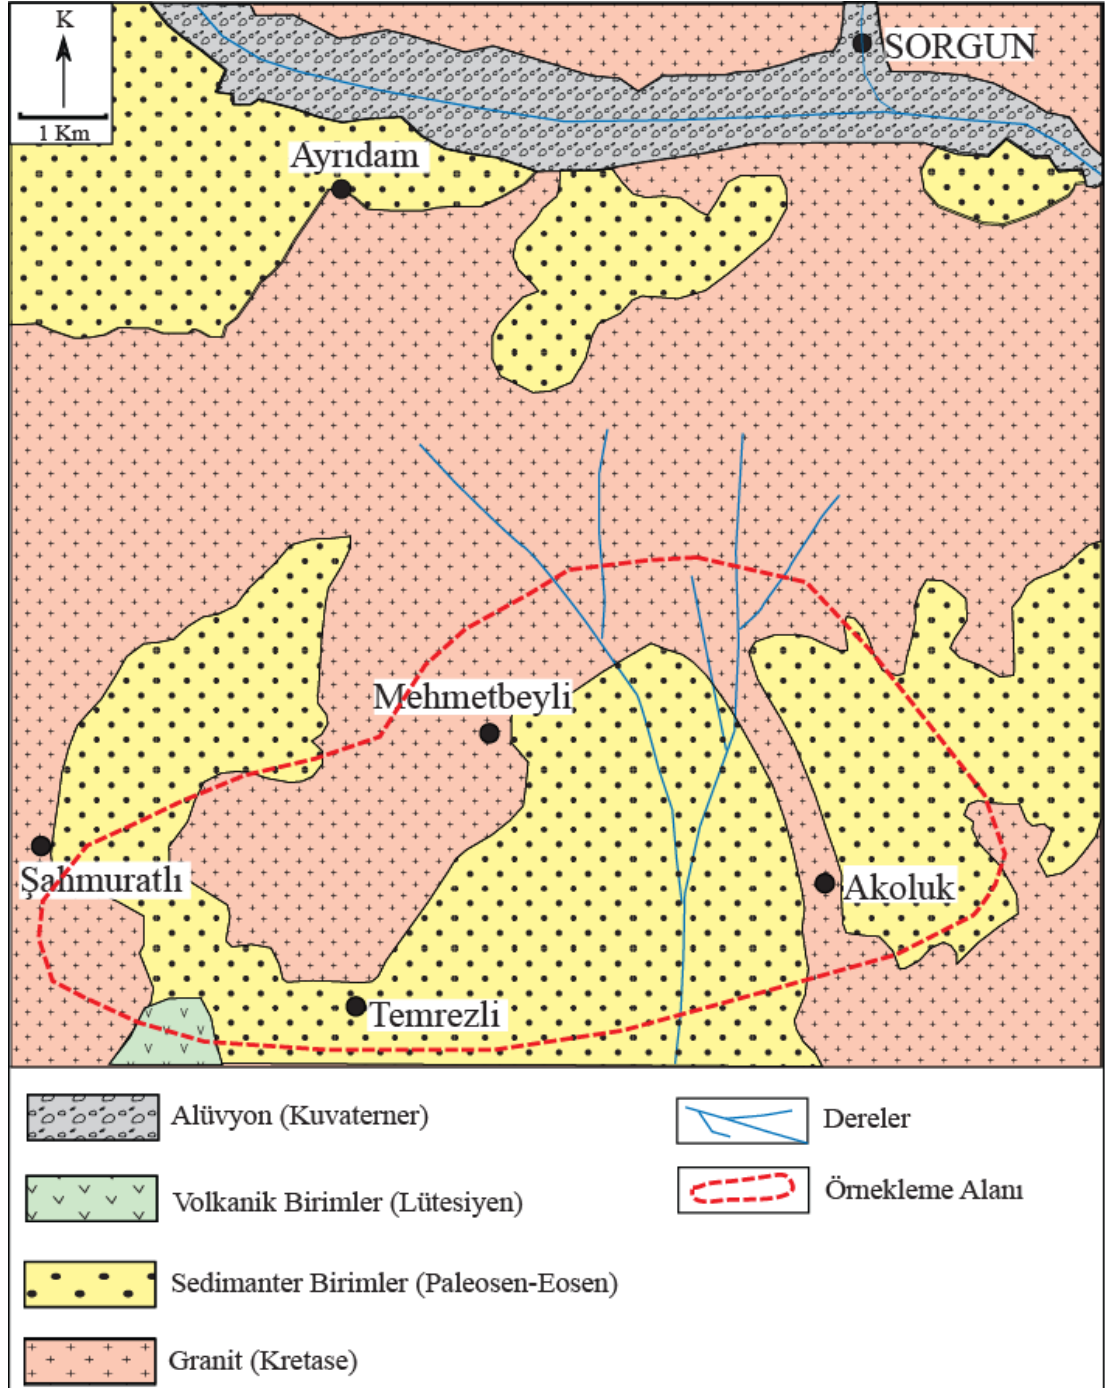 K
1 Km
SORGUN
Ayrıdam
Mehmetbeyli
Şahmuratlı
Akoluk
Temrezli
Alüvyon (Kuvaterner)
Dereler
Volkanik Birimler (Lütesiyen)
Örnekleme Alanı
Sedimanter Birimler (Paleosen-Eosen)
Granit (Kretase)